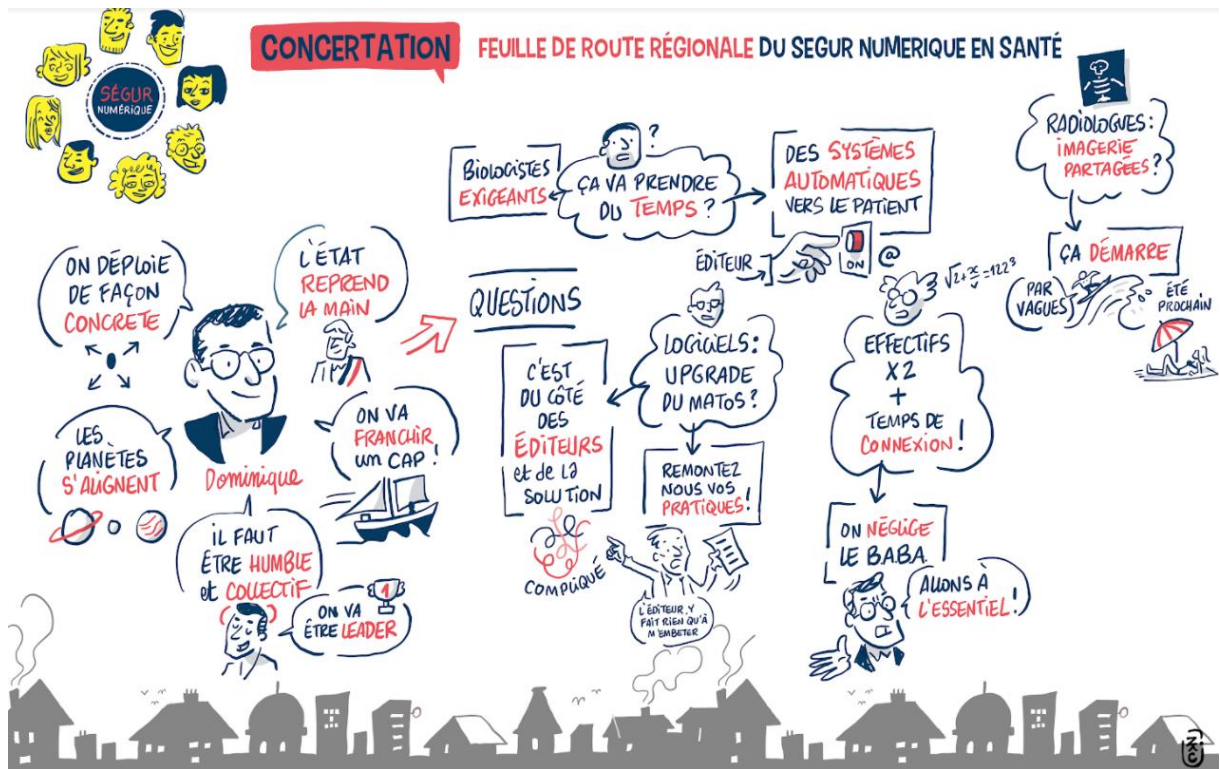 CONCERTATION
FEUILLE DE ROUTE RÉGIONALE DU SEGUR NUMERIQUE EN SANTÉ
SÉGUR
NUMÉRIQUE
ON DÉPLOIE
DE FAÇON
CONCRETE
L'ÉTAT
REPREND
LA MAIN
LES
PLANÈTES
S'ALIGNENT
Dominique
ON VA
FRANCHIR
un CAP !
iL FAUT
ÊTRE HUMBLE
et COLLECTIF
ON VA
ÊTRE LEADER
1
QUESTIONS
BiOLOGiSTES
EXIGEANTS
?
ÇA VA PRENDRE
DU TEMPS ?
DES SYSTÈMES
AUTOMATIQUES
VERS LE PATIENT
ÉDiTEUR
ON
@
LOGiCiELS :
UPGRADE
DU MATOS ?
C'EST
DU CÔTÉ
DES
ÉDITEURS
et de LA
SOLUTION
COMPLIQUÉ
REMONTEZ
NOUS VOS
PRATIQUES !
L'ÉDITEUR, Y
FAIT RIEN QU'À
M'EMBETER
EFFECTIFS
X2
+
TEMPS DE
CONNEXION !
ON NÉGLIGE
LE B.A.BA.
ALLONS À
L'ESSENTIEL !
RADiOLOGUES :
iMAGERiE
PARTAGÉES ?
ÇA DÉMARRE
PAR
VAGUES
ÉTÉ
PROCHAIN